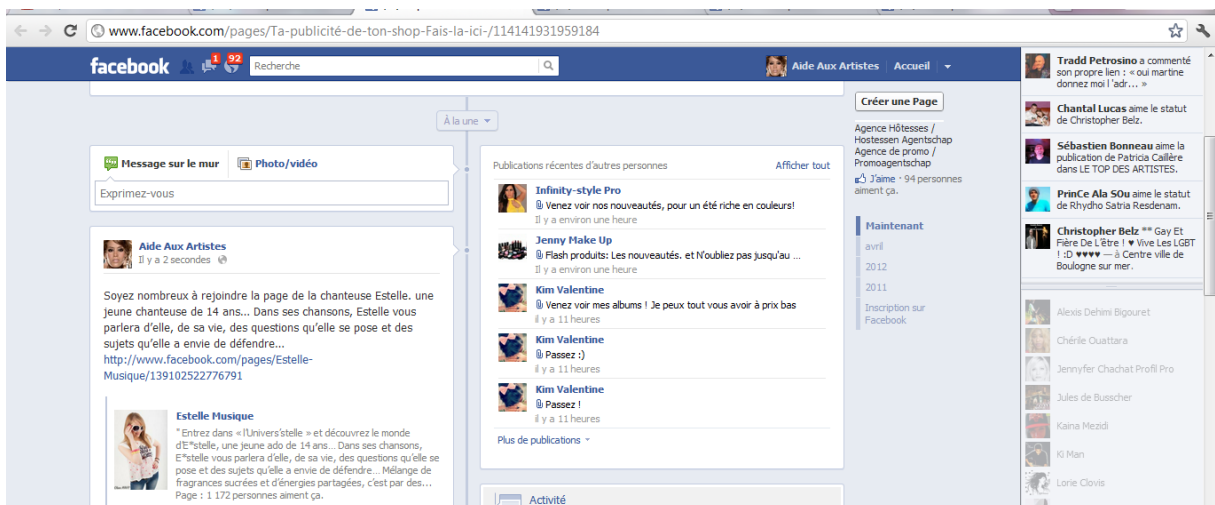 www.facebook.com/pages/Ta-publicité-de-ton-shop-Fais-la-ici-/114141931959184
facebook
1
92
Recherche
Aide Aux Artistes
Accueil
À la une
Message sur le mur
Photo/vidéo
Exprimez-vous
Aide Aux Artistes
Il y a 2 secondes
Soyez nombreux à rejoindre la page de la chanteuse Estelle. une
jeune chanteuse de 14 ans... Dans ses chansons, Estelle vous
parlera d'elle, de sa vie, des questions qu'elle se pose et des
sujets qu'elle a envie de défendre...
http://www.facebook.com/pages/Estelle-
Musique/139102522776791
Estelle Musique
"Entrez dans «l'Univers'stelle » et découvrez le monde
d'E*stelle, une jeune ado de 14 ans... Dans ses chansons,
E*stelle vous parlera d'elle, de sa vie, des questions qu'elle se
pose et des sujets qu'elle a envie de défendre... Mélange de
fragrances sucrées et d'énergies partagées, c'est par des...
Page : 1 172 personnes aiment ça.
Publications récentes d'autres personnes
Afficher tout
Infinity-style Pro
Venez voir nos nouveautés, pour un été riche en couleurs!
Il y a environ une heure
Jenny Make Up
Flash produits: Les nouveautés. et N'oubliez pas jusqu'au ...
Il y a environ une heure
Kim Valentine
Venez voir mes albums ! Je peux tout vous avoir à prix bas
il y a 11 heures
Kim Valentine
Passez :)
il y a 11 heures
Kim Valentine
Passez !
il y a 11 heures
Plus de publications
Activité
Créer une Page
Agence Hôtesses /
Hostessen Agentschap
Agence de promo /
Promoagentschap
J'aime · 94 personnes
aiment ça.
Maintenant
avril
2012
2011
Inscription sur
Facebook
Tradd Petrosino a commenté
son propre lien : « oui martine
donnez moi l 'adr... »
Chantal Lucas aime le statut
de Christopher Belz.
Sébastien Bonneau aime la
publication de Patricia Caillère
dans LE TOP DES ARTISTES.
PrinCe Ala SOu aime le statut
de Rhydho Satria Resdenam.
Christopher Belz ** Gay Et
Fière De L'être ! ♥ Vive Les LGBT
! :D ♥♥♥♥ — à Centre ville de
Boulogne sur mer.
Alexis Dehimi Bigouret
Chérile Ouattara
Jennyfer Chachat Profil Pro
Jules de Busscher
Kaina Mezidi
Ki Man
Lorie Clovis